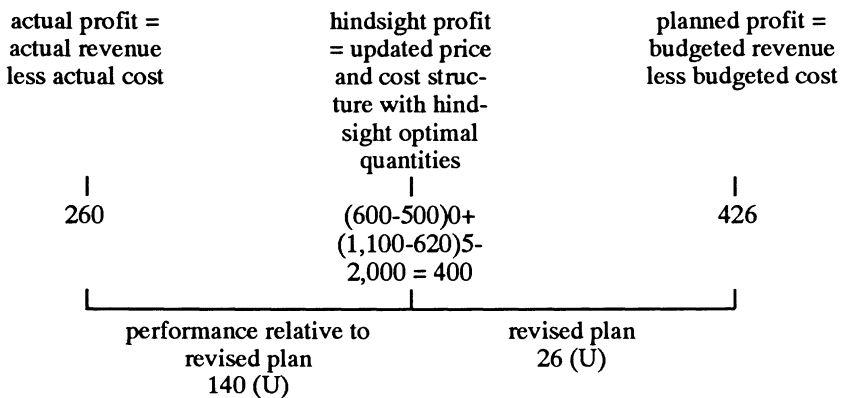 actual profit =
actual revenue
less actual cost
hindsight profit
= updated price
and cost struc-
ture with hind-
sight optimal
quantities
planned profit =
budgeted revenue
less budgeted cost
260
(600-500)0+
(1,100-620)5-
2,000 = 400
426
performance relative to
revised plan
140 (U)
revised plan
26 (U)